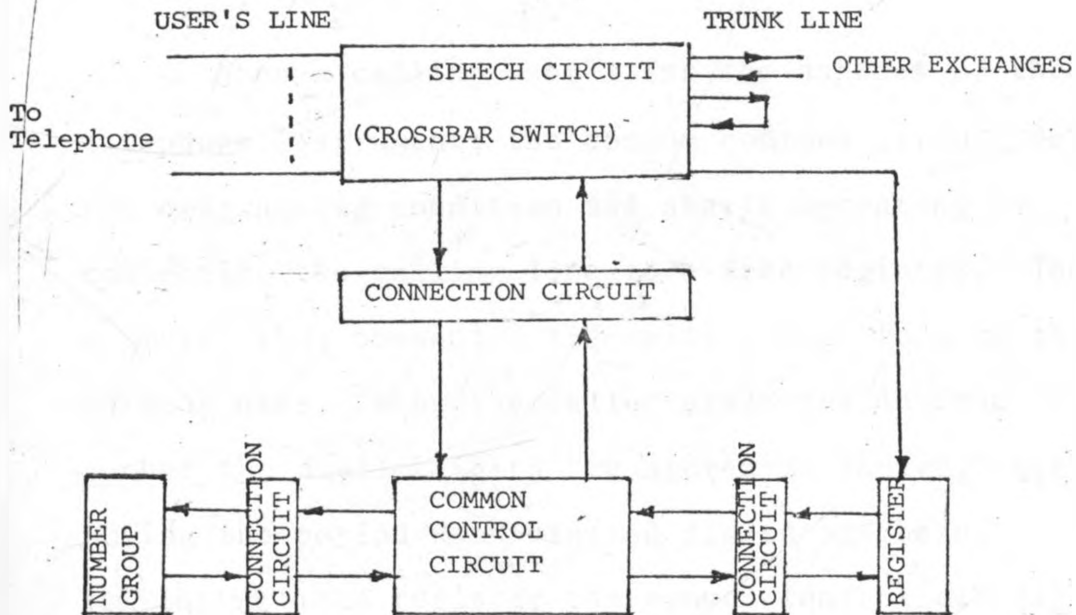 USER'S LINE
TRUNK LINE
SPEECH CIRCUIT
OTHER EXCHANGES
To
Telephone
(CROSSBAR SWITCH)
CONNECTION CIRCUIT
NUMBER
GROUP
CONNECTION
CIRCUIT
COMMON
CONTROL
CIRCUIT
CONNECTION
CIRCUIT
REGISTER